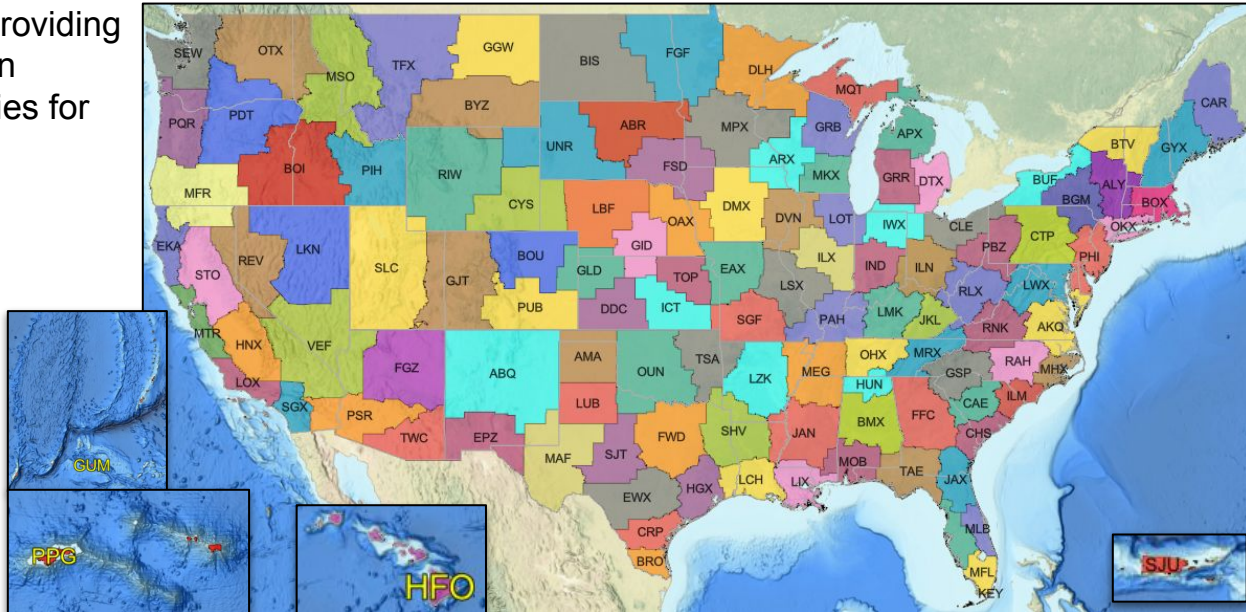 roviding
n
ies for
SEW OTX MSO TFX GGW BIS FGF DLH MQT CAR
PQR PDT BYZ ABR MPX GRB APX BTV GYX
MFR BOI PIH RIW UNR FSD ARX MKX GRR DTX BUF ALY BOX
BGM OKX
EKA STO REV LKN SLC GJT CYS LBF OAX DMX DVN LOT IWX CLE PBZ CTP PHI
BOU GLD GID TOP EAX LSX ILX IND ILN RLX LWX
MTR HNX VEF PUB DDC ICT SGF PAH LMK JKL RNK AKQ
LOX SGX PSR FGZ ABQ AMA OUN TSA LZK MEG OHX MRX GSP RAH MHX
HUN
TWC EPZ LUB FWD SHV JAN BMX FFC CAE ILM
CHS
MAF SJT EWX HGX LCH LIX MOB TAE JAX
CRP MLB
BRO MFL
KEY
GUM
PPG
HFO
SJU